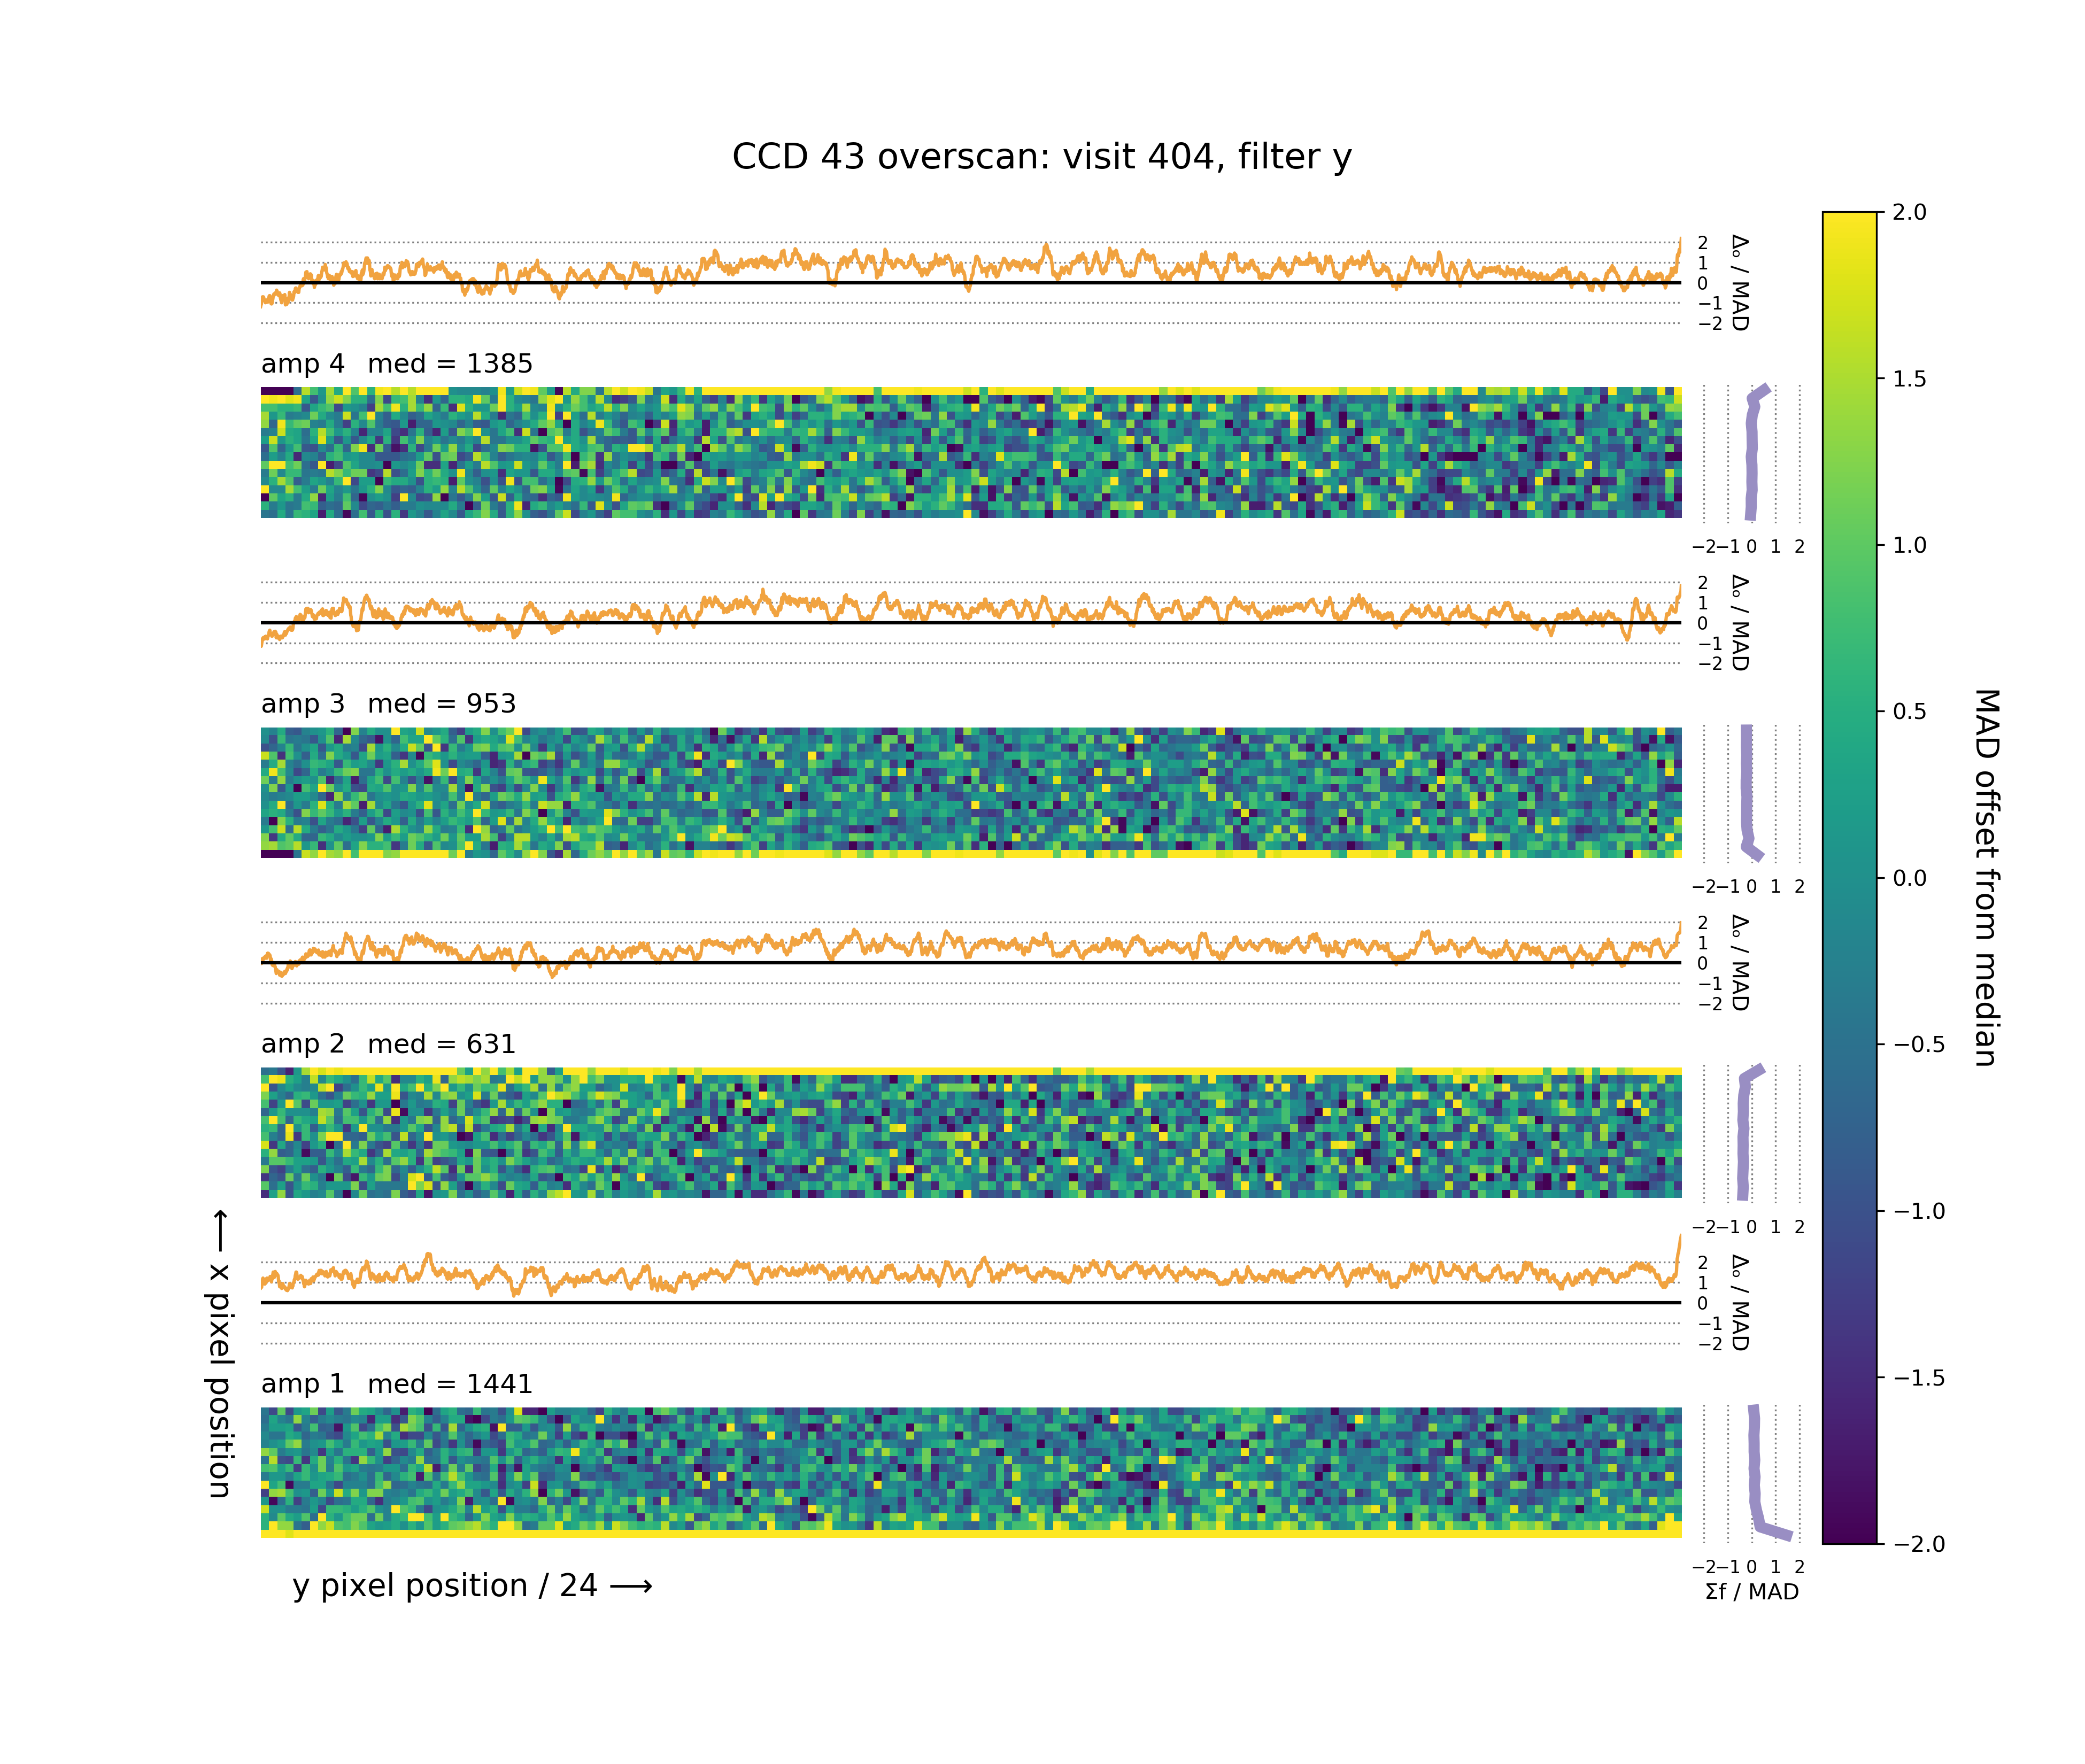 CCD 43 overscan: visit 404, filter y
2
1
0
−1
−2
Δₒ / MAD
amp 4 med = 1385
−2 −1 0 1 2
2
1
0
−1
−2
Δₒ / MAD
amp 3 med = 953
−2 −1 0 1 2
2
1
0
−1
−2
Δₒ / MAD
amp 2 med = 631
−2 −1 0 1 2
2
1
0
−1
−2
Δₒ / MAD
amp 1 med = 1441
−2 −1 0 1 2
Σf / MAD
⟵ x pixel position
y pixel position / 24 ⟶
2.0
1.5
1.0
0.5
0.0
−0.5
−1.0
−1.5
−2.0
MAD offset from median